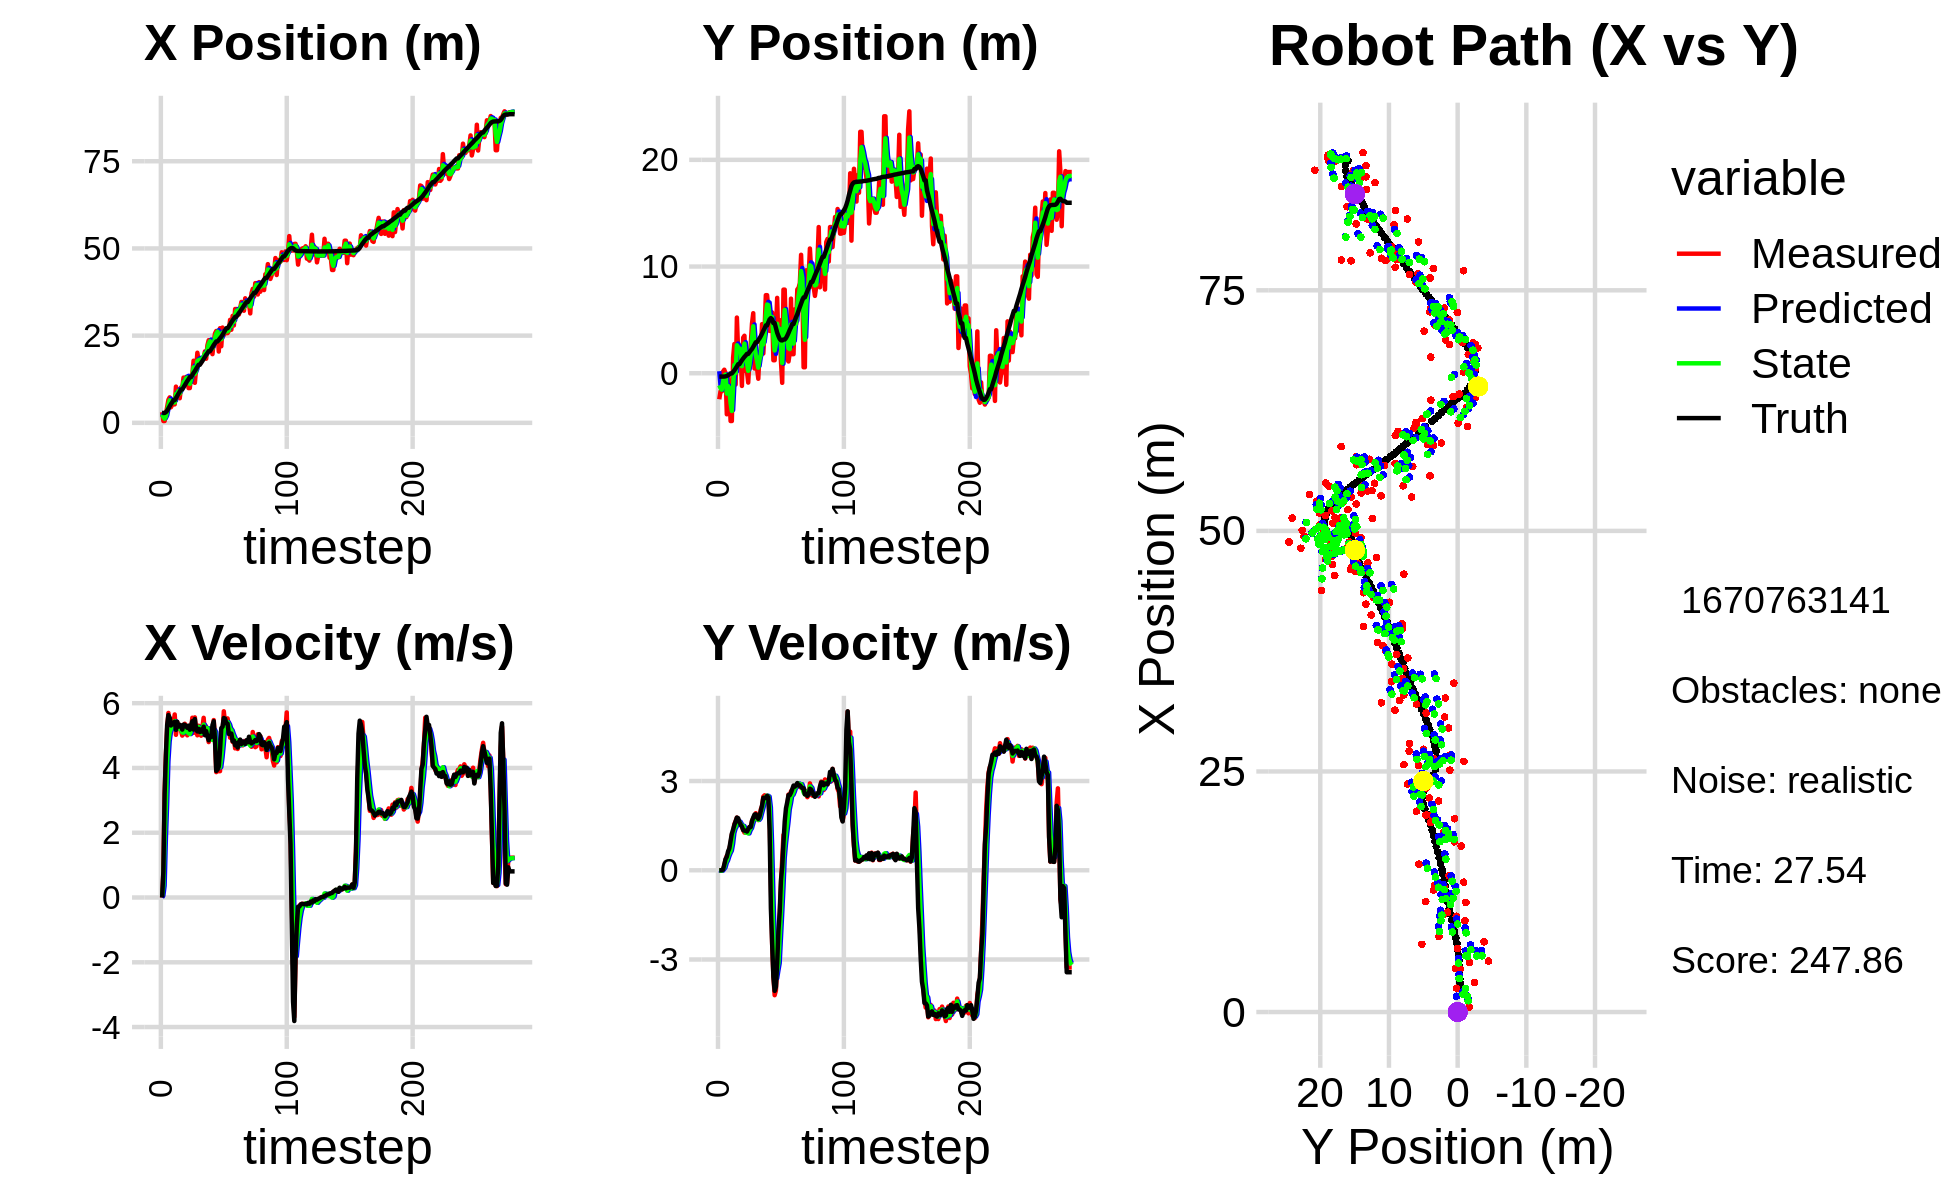 X Position (m)
75
50
25
0
0
100
200
timestep
Y Position (m)
20
10
0
0
100
200
timestep
X Velocity (m/s)
6
4
2
0
-2
-4
0
100
200
timestep
Y Velocity (m/s)
3
0
-3
0
100
200
timestep
Robot Path (X vs Y)
X Position (m)
75
50
25
0
20 10 0 -10 -20
Y Position (m)
variable
Measured
Predicted
State
Truth
1670763141
Obstacles: none
Noise: realistic
Time: 27.54
Score: 247.86